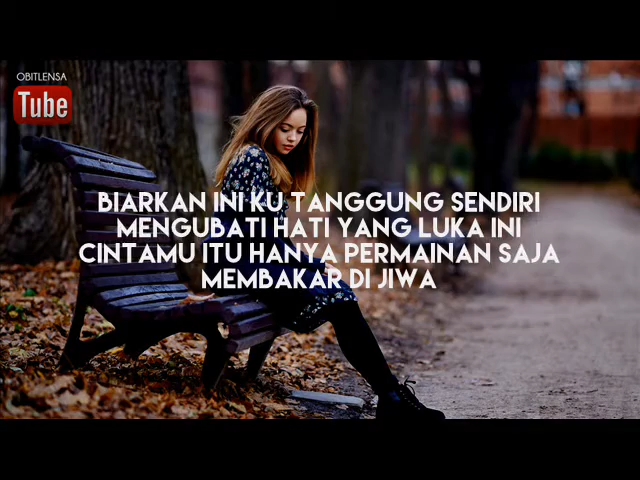 OBITLENSA
Tube
BIARKAN INI KU TANGGUNG SENDIRI
MENGUBATI HATI YANG LUKA INI
CINTAMU ITU HANYA PERMAINAN SAJA
MEMBAKAR DI JIWA